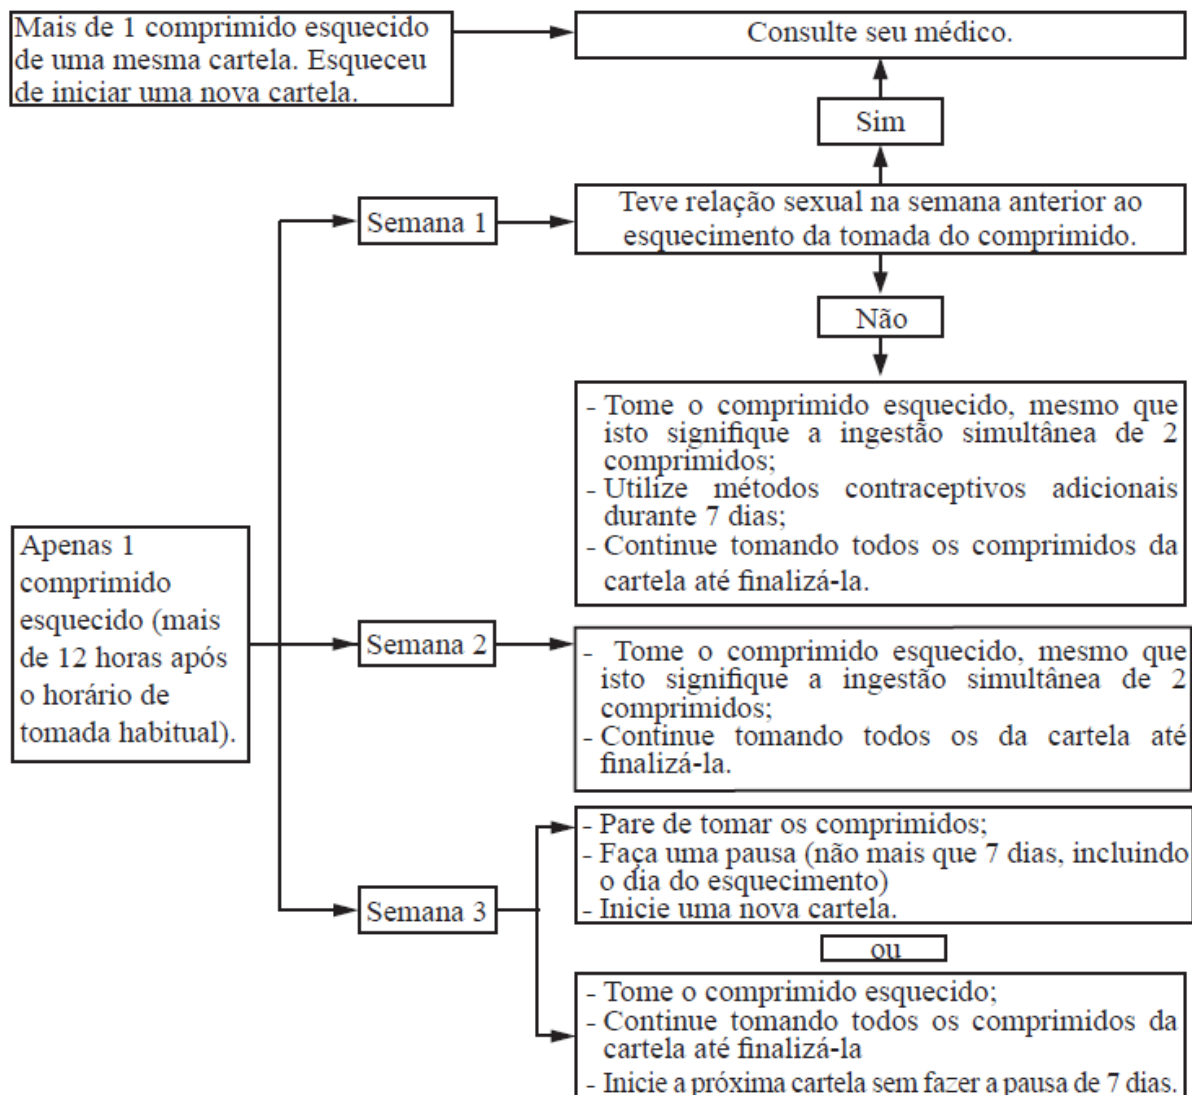 Mais de 1 comprimido esquecido
de uma mesma cartela. Esqueceu
de iniciar uma nova cartela.
Consulte seu médico.
Sim
Semana 1
Teve relação sexual na semana anterior ao
esquecimento da tomada do comprimido.
Não
- Tome o comprimido esquecido, mesmo que
isto signifique a ingestão simultânea de 2
comprimidos;
- Utilize métodos contraceptivos adicionais
durante 7 dias;
- Continue tomando todos os comprimidos da
cartela até finalizá-la.
Apenas 1
comprimido
esquecido (mais
de 12 horas após
o horário de
tomada habitual).
Semana 2
- Tome o comprimido esquecido, mesmo que
isto signifique a ingestão simultânea de 2
comprimidos;
- Continue tomando todos os da cartela até
finalizá-la.
Semana 3
- Pare de tomar os comprimidos;
- Faça uma pausa (não mais que 7 dias, incluindo
o dia do esquecimento)
- Inicie uma nova cartela.
ou
- Tome o comprimido esquecido;
- Continue tomando todos os comprimidos da
cartela até finalizá-la
- Inicie a próxima cartela sem fazer a pausa de 7 dias.